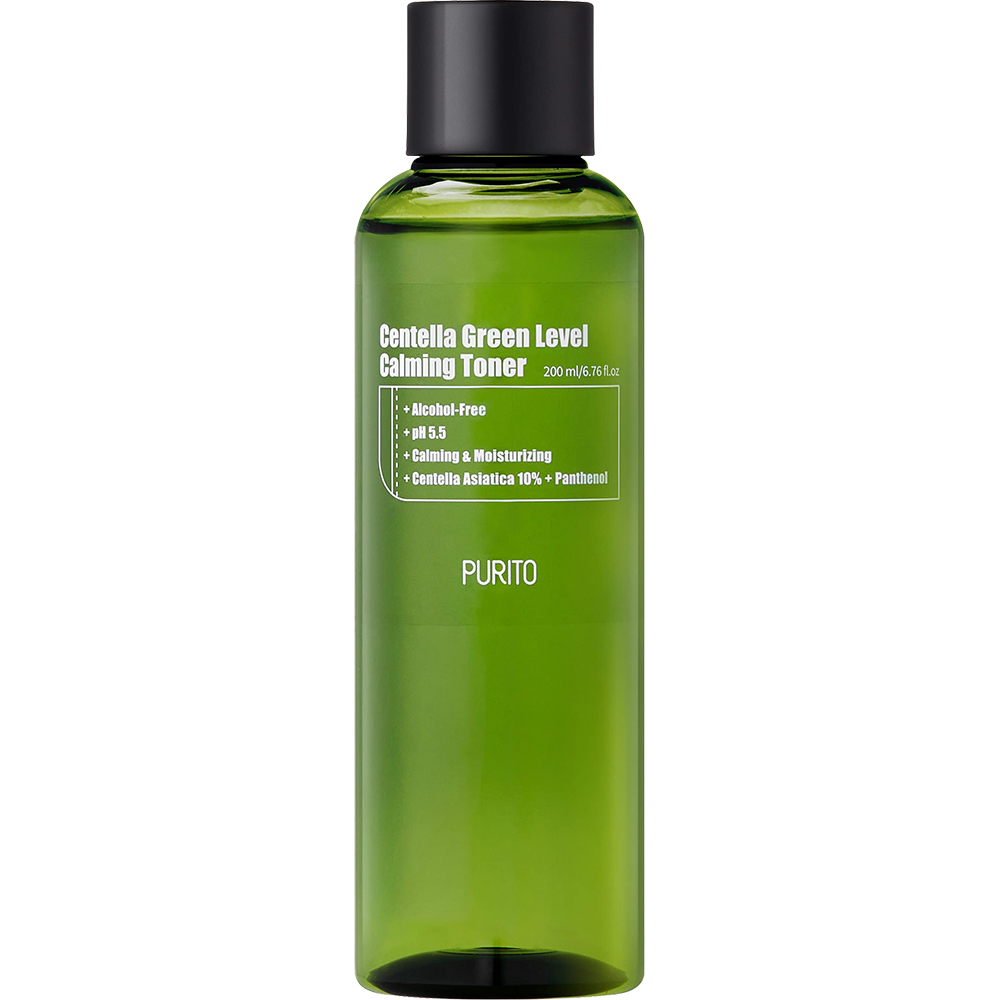 Centella Green Level
Calming Toner 200 ml/6.76 fl.oz
+ Alcohol-Free
+ pH 5.5
+ Calming & Moisturizing
+ Centella Asiatica 10% + Panthenol
PURITO